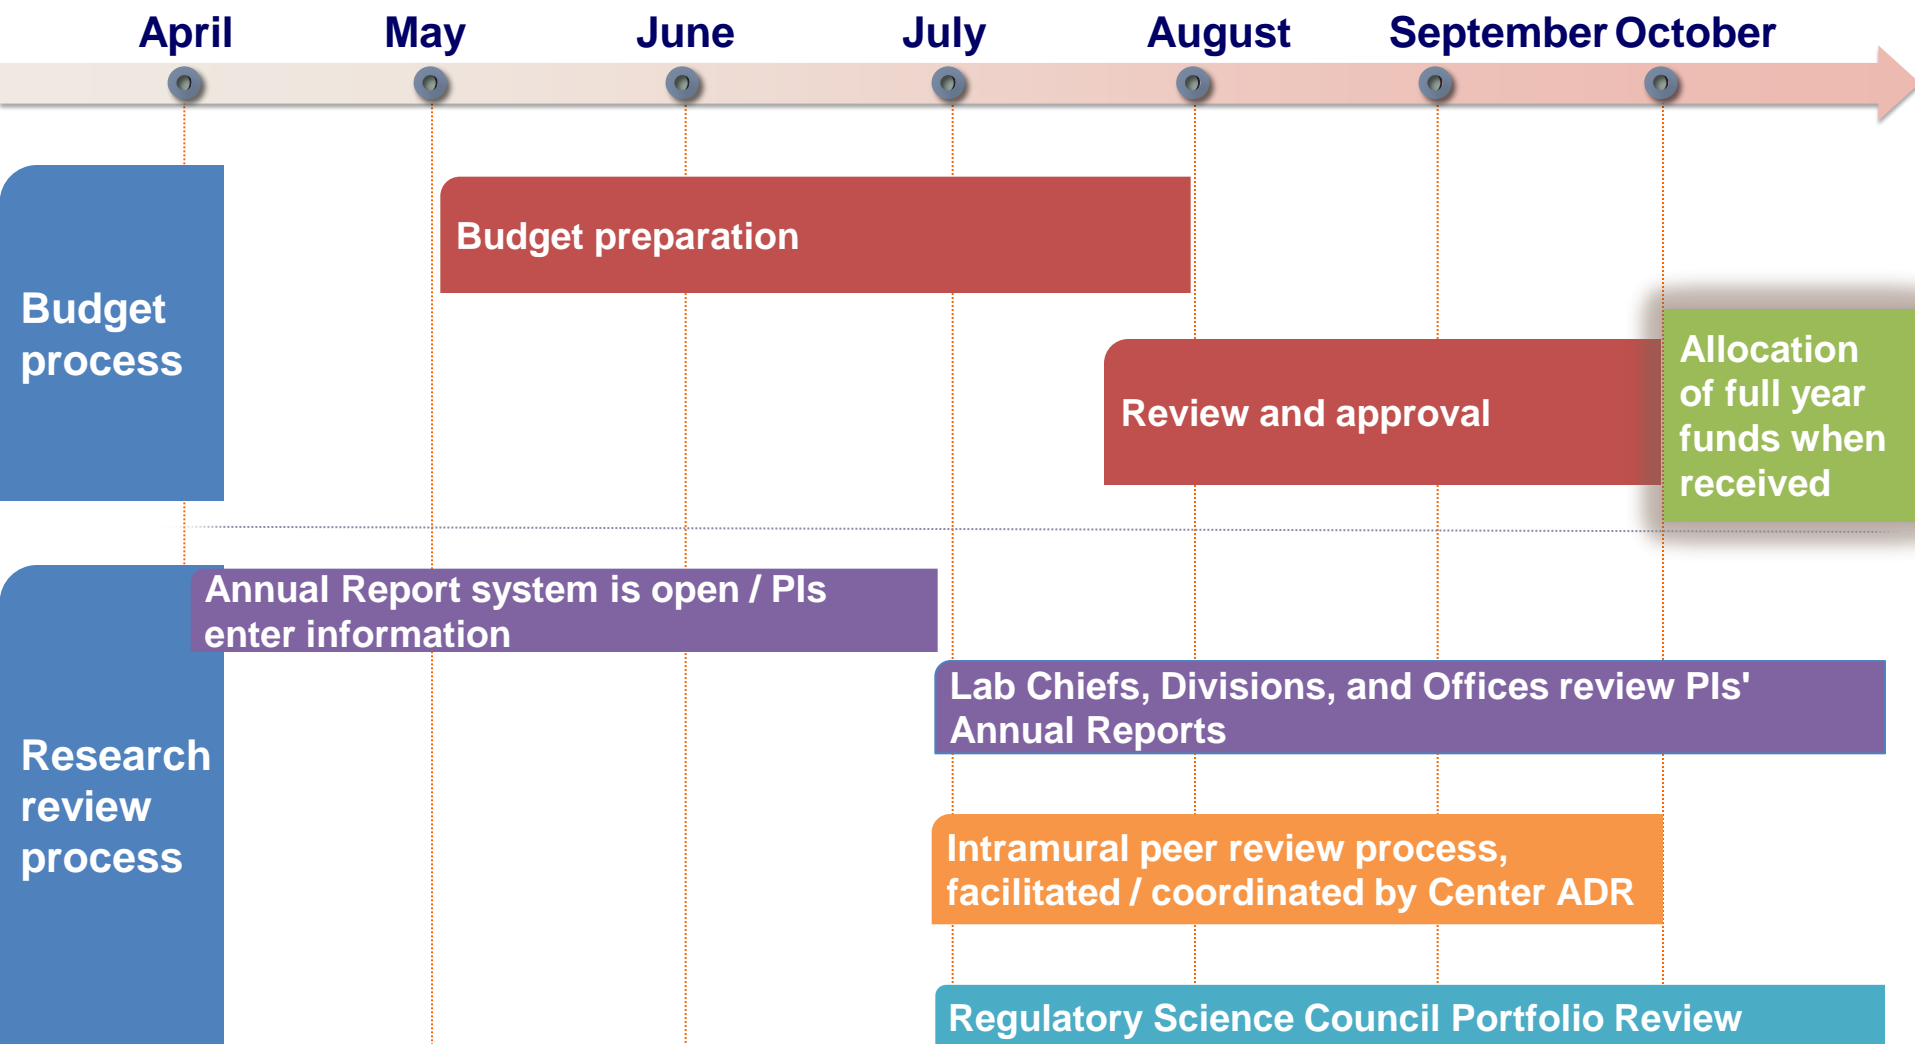 April May June July August September October
Budget preparation
Budget
process
Review and approval
Allocation
of full year
funds when
received
Annual Report system is open / PIs
enter information
Research
review
process
Lab Chiefs, Divisions, and Offices review PIs'
Annual Reports
Intramural peer review process,
facilitated / coordinated by Center ADR
Regulatory Science Council Portfolio Review